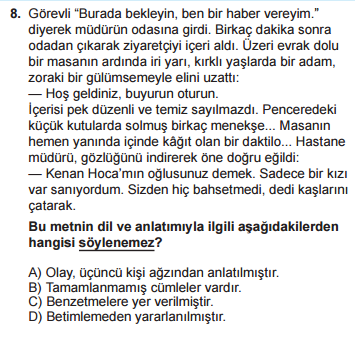 8. Görevli “Burada bekleyin, ben bir haber vereyim.”
diyerek müdürün odasına girdi. Birkaç dakika sonra
odadan çıkarak ziyaretçiyi içeri aldı. Üzeri evrak dolu
bir masanın ardında iri yarı, kırklı yaşlarda bir adam,
zoraki bir gülümsemeyle elini uzattı:
— Hoş geldiniz, buyurun oturun.
İçerisi pek düzenli ve temiz sayılmazdı. Penceredeki
küçük kutularda solmuş birkaç menekşe... Masanın
hemen yanında içinde kâğıt olan bir daktilo... Hastane
müdürü, gözlüğünü indirerek öne doğru eğildi:
— Kenan Hoca’mın oğlusunuz demek. Sadece bir kızı
var sanıyordum. Sizden hiç bahsetmedi, dedi kaşlarını
çatarak.
Bu metnin dil ve anlatımıyla ilgili aşağıdakilerden
hangisi söylenemez?
A) Olay, üçüncü kişi ağzından anlatılmıştır.
B) Tamamlanmamış cümleler vardır.
C) Benzetmelere yer verilmiştir.
D) Betimlemeden yararlanılmıştır.